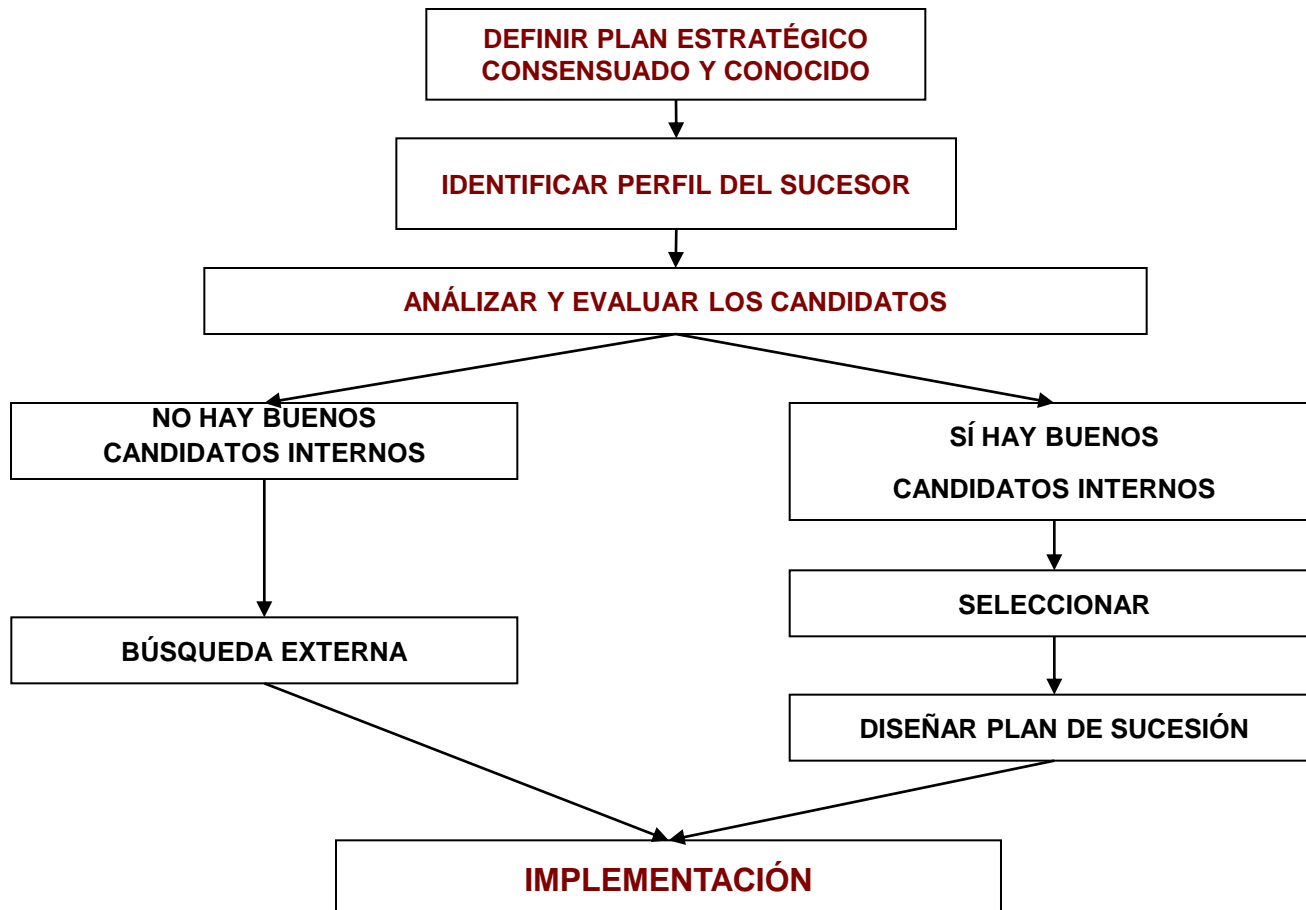 DEFINIR PLAN ESTRATÉGICO
CONSENSUADO Y CONOCIDO
IDENTIFICAR PERFIL DEL SUCESOR
ANÁLIZAR Y EVALUAR LOS CANDIDATOS
NO HAY BUENOS
CANDIDATOS INTERNOS
SÍ HAY BUENOS
CANDIDATOS INTERNOS
SELECCIONAR
BÚSQUEDA EXTERNA
DISEÑAR PLAN DE SUCESIÓN
IMPLEMENTACIÓN